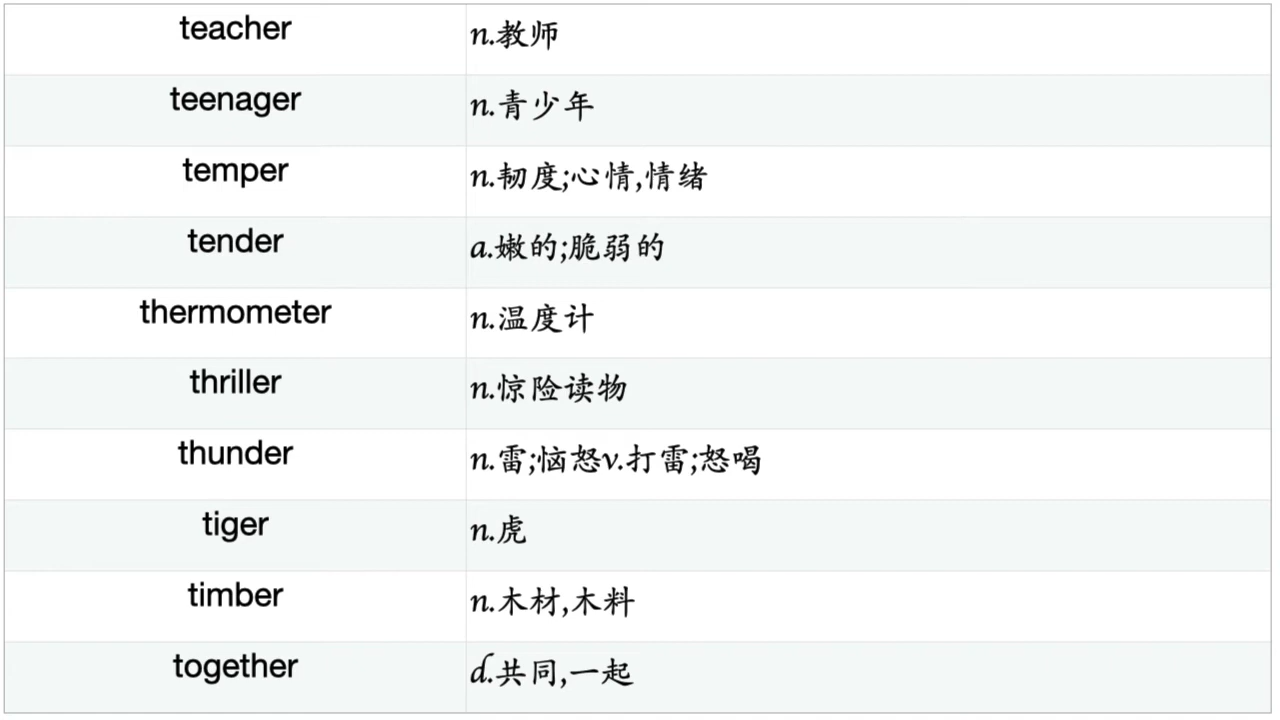 teacher n.教师
teenager n.青少年
temper n.韧度;心情,情绪
tender a.嫩的;脆弱的
thermometer n.温度计
thriller n.惊险读物
thunder n.雷;恼怒v.打雷;怒喝
tiger n.虎
timber n.木材,木料
together d.共同,一起